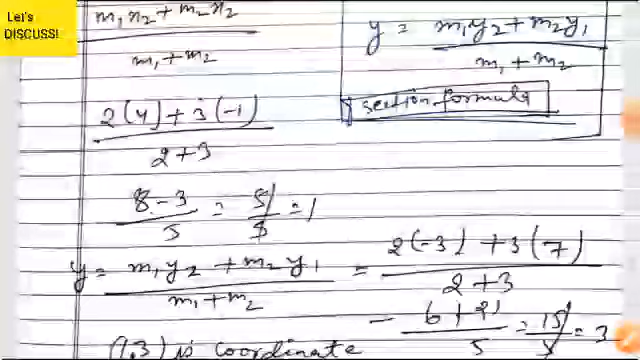 Let's
DISCUSS!
m₁x₂ + m₂x₂
m₁ + m₂
y = m₁y₂ + m₂y₁
m₁ + m₂
section formula
2(4) + 3(-1)
2+3
8-3
5
= 5/5 = 1
y = m₁y₂ + m₂y₁
m₁+m₂
= 2(-3) + 3(7)
2+3
- 6+21
5
= 15/5 = 3
(1,3) is coordinate